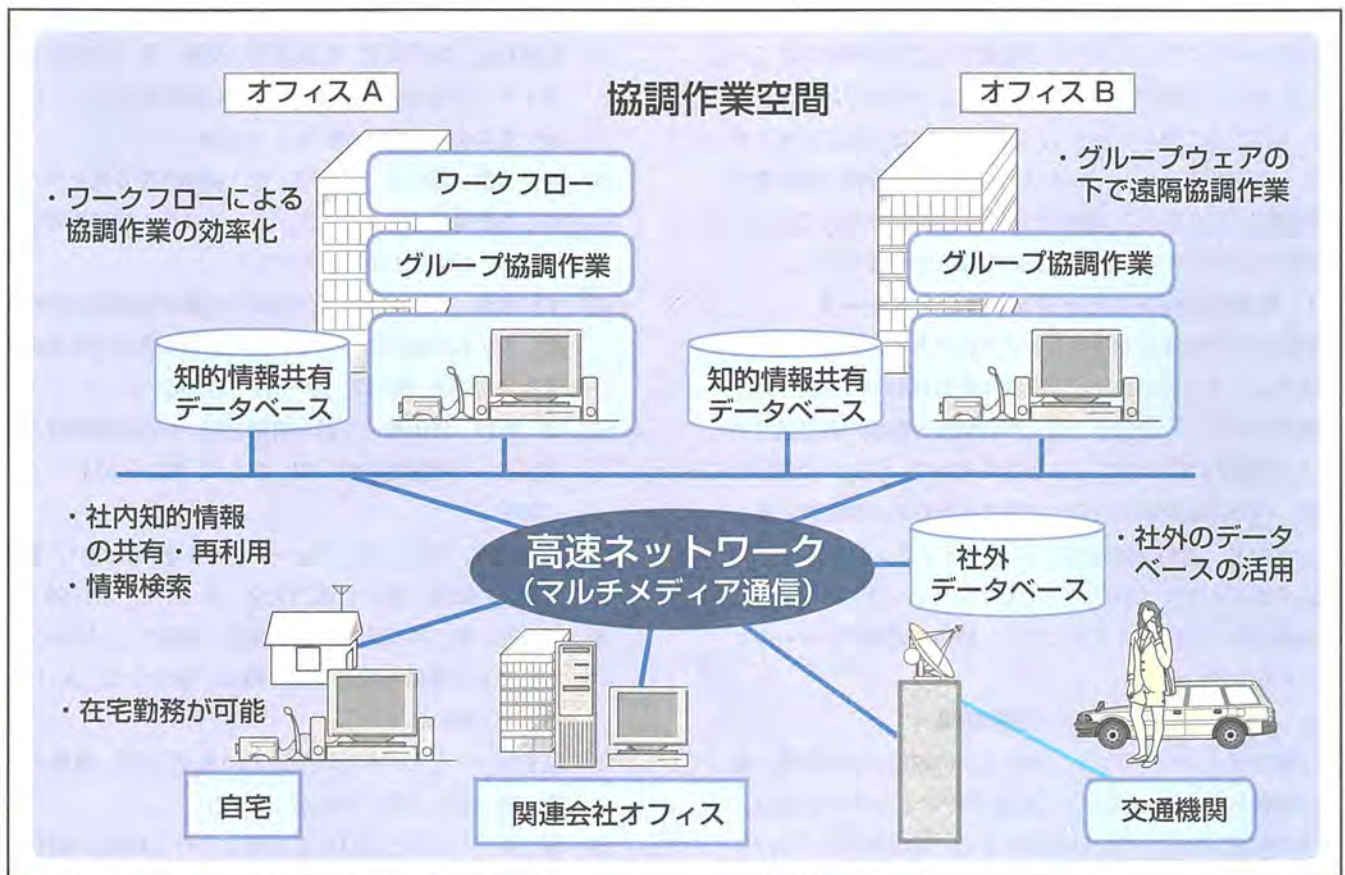 協調作業空間
オフィス A
オフィス B
・ワークフローによる
協調作業の効率化
ワークフロー
グループ協調作業
知的情報共有
データベース
・グループウェアの
下で遠隔協調作業
グループ協調作業
知的情報共有
データベース
・社内知的情報
の共有・再利用
・情報検索
高速ネットワーク
（マルチメディア通信）
社外
データベース
・社外のデータ
ベースの活用
・在宅勤務が可能
自宅
関連会社オフィス
交通機関